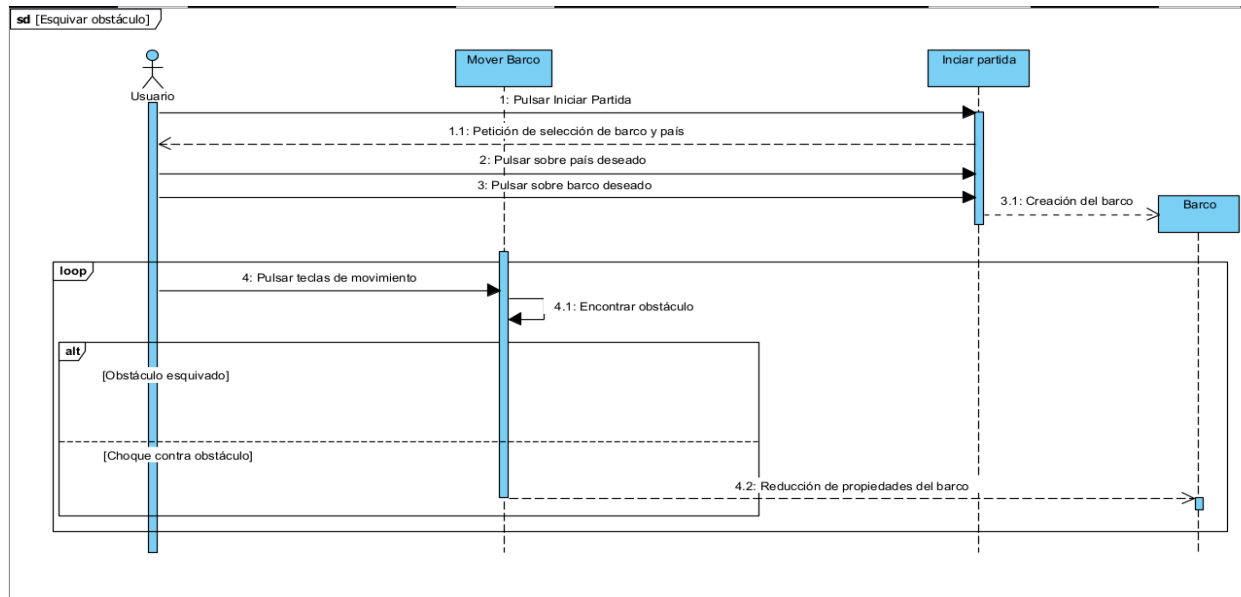 sd [Esquivar obstáculo]
Usuario
Mover Barco
Inciar partida
1: Pulsar Iniciar Partida
1.1: Petición de selección de barco y país
2: Pulsar sobre país deseado
3: Pulsar sobre barco deseado
3.1: Creación del barco
Barco
loop
4: Pulsar teclas de movimiento
4.1: Encontrar obstáculo
alt
[Obstáculo esquivado]
[Choque contra obstáculo]
4.2: Reducción de propiedades del barco